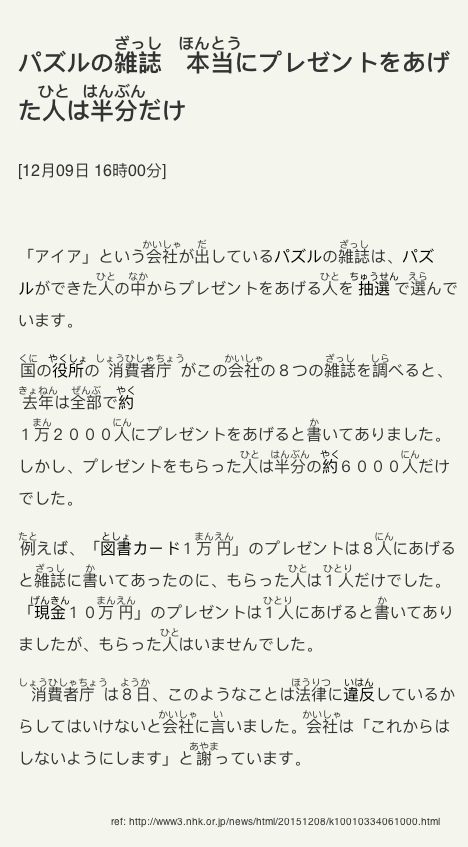 パズルの雑誌　本当にプレゼントをあげ
た人は半分だけ
[12月09日 16時00分]
「アイア」という会社が出しているパズルの雑誌は、パズ
ルができた人の中からプレゼントをあげる人を抽選で選んで
います。
国の役所の消費者庁がこの会社の８つの雑誌を調べると、
去年は全部で約
１万２０００人にプレゼントをあげると書いてありました。
しかし、プレゼントをもらった人は半分の約６０００人だけ
でした。
例えば、「図書カード１万円」のプレゼントは８人にあげる
と雑誌に書いてあったのに、もらった人は１人だけでした。
「現金１０万円」のプレゼントは１人にあげると書いてあり
ましたが、もらった人はいませんでした。
消費者庁は８日、このようなことは法律に違反しているか
らしてはいけないと会社に言いました。会社は「これからは
しないようにします」と謝っています。
ref: http://www3.nhk.or.jp/news/html/20151208/k10010334061000.html